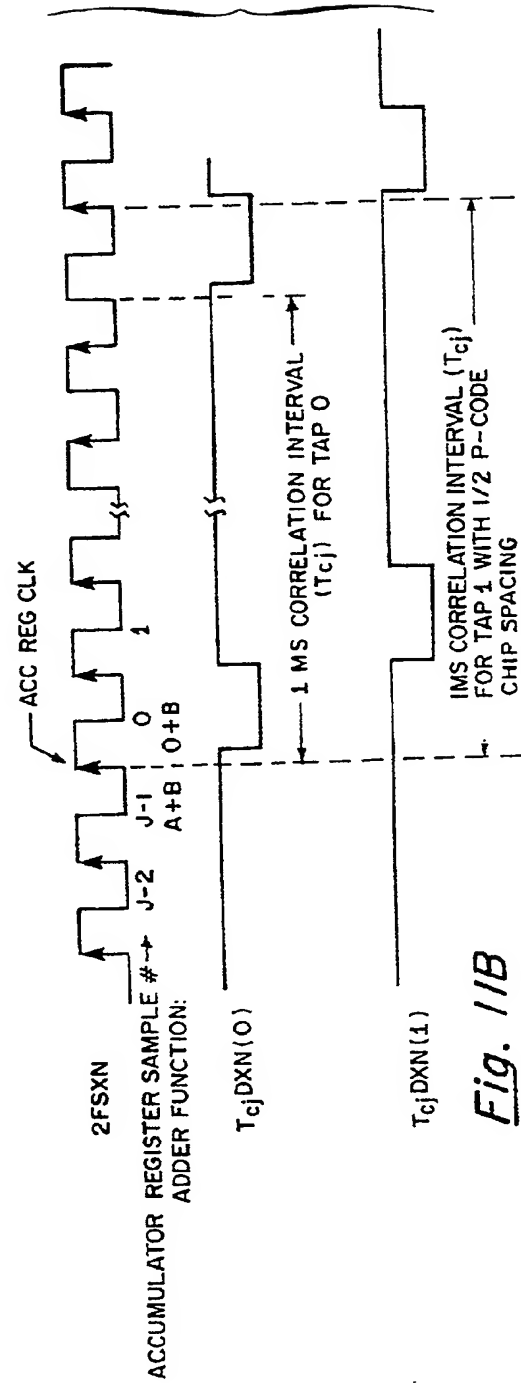 ACC REG CLK
2FSXN
ACCUMULATOR REGISTER SAMPLE # → J-2 J-1 0 1
ADDER FUNCTION: A+B 0+B
TcjDXN(0)
1 MS CORRELATION INTERVAL
(Tcj) FOR TAP 0
TcjDXN(1)
IMS CORRELATION INTERVAL (Tcj)
FOR TAP 1 WITH 1/2 P-CODE
CHIP SPACING
Fig. 11B